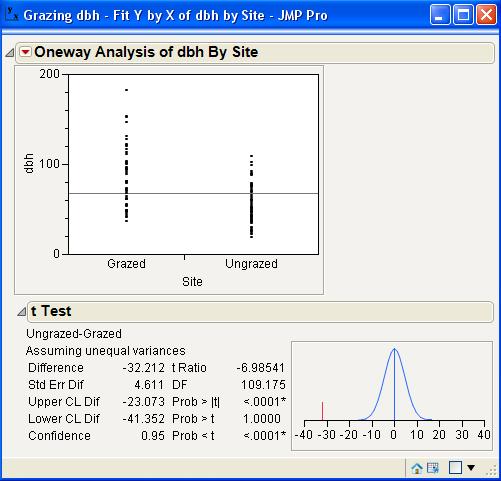 Grazing dbh - Fit Y by X of dbh by Site - JMP Pro
Oneway Analysis of dbh By Site
200
100
0
dbh
Grazed Ungrazed
Site
t Test
Ungrazed-Grazed
Assuming unequal variances
Difference -32.212 t Ratio -6.98541
Std Err Dif 4.611 DF 109.175
Upper CL Dif -23.073 Prob > |t| <.0001*
Lower CL Dif -41.352 Prob > t 1.0000
Confidence 0.95 Prob < t <.0001*
-40 -30 -20 -10 0 10 20 30 40